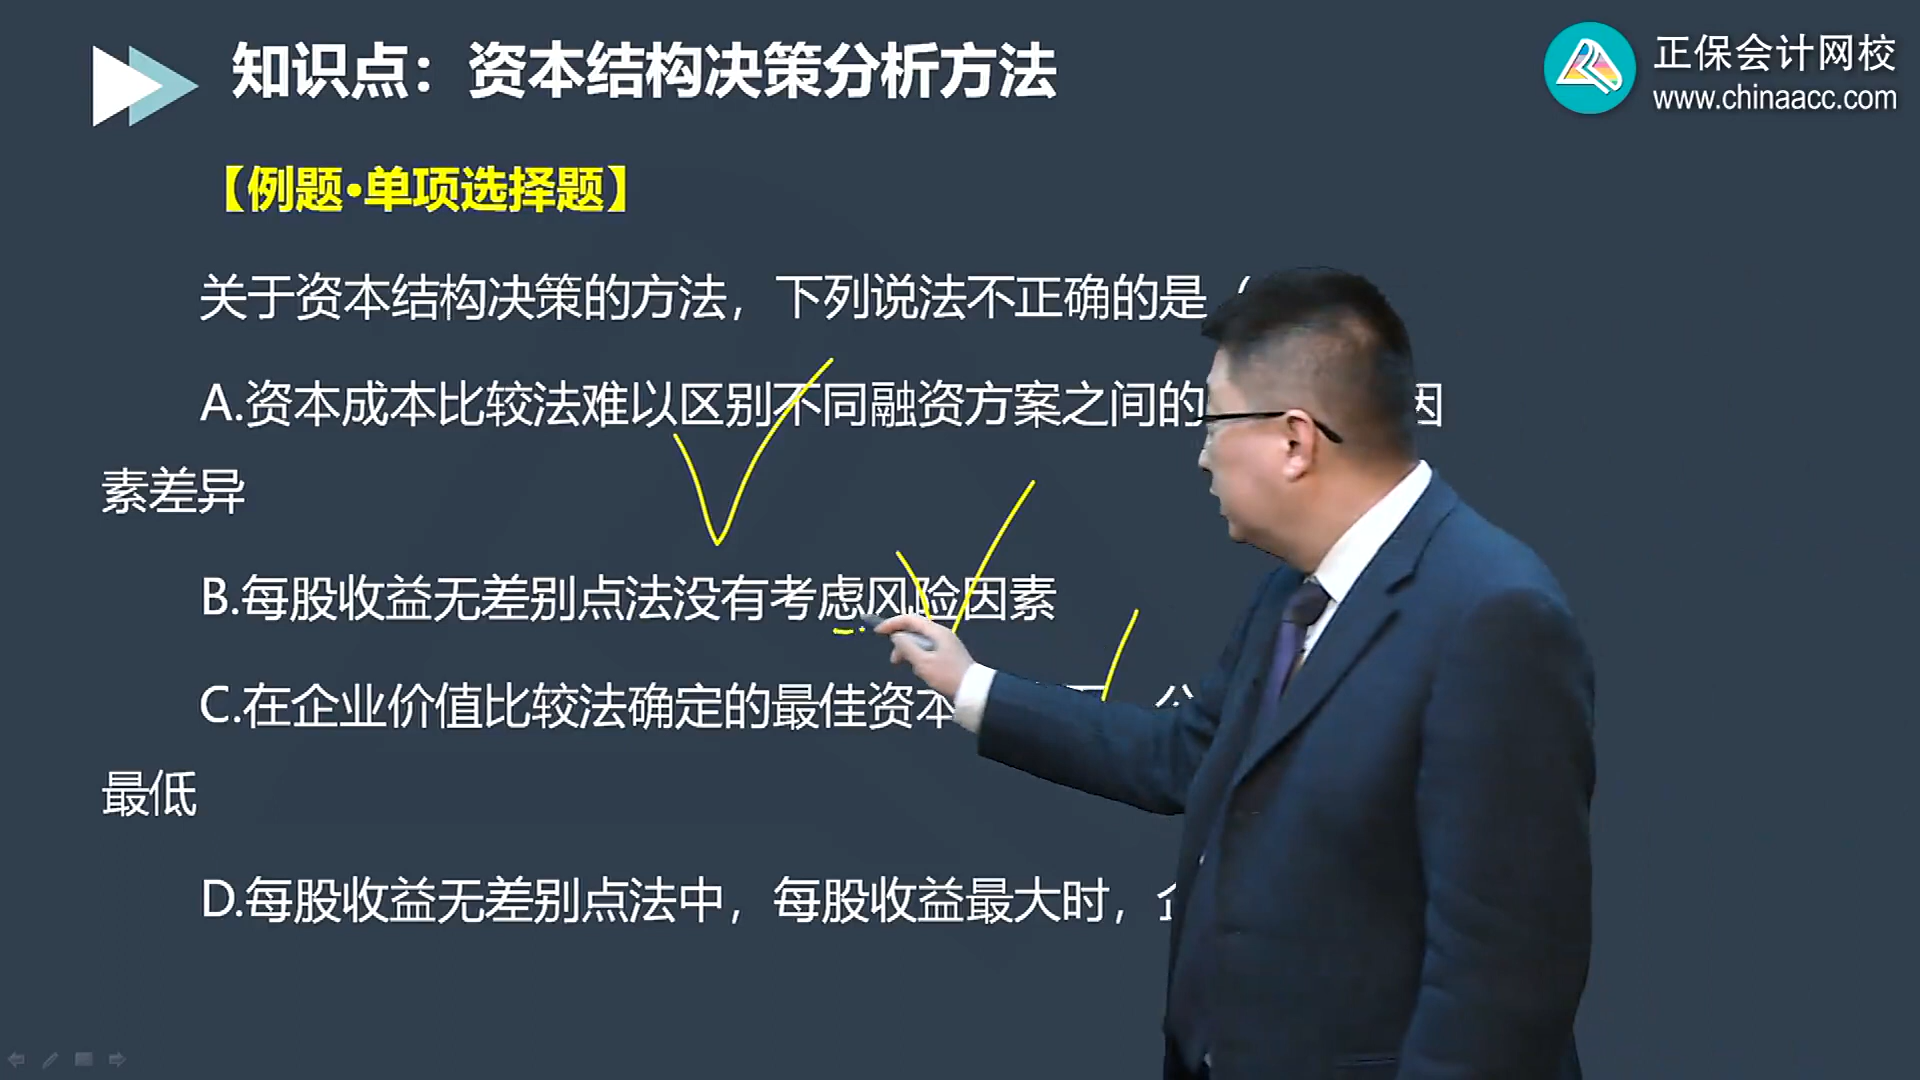 知识点：资本结构决策分析方法
正保会计网校
www.chinaacc.com
【例题•单项选择题】
关于资本结构决策的方法，下列说法不正确的是（
A.资本成本比较法难以区别不同融资方案之间的 因
素差异
B.每股收益无差别点法没有考虑风险因素
C.在企业价值比较法确定的最佳资本
最低
D.每股收益无差别点法中，每股收益最大时，